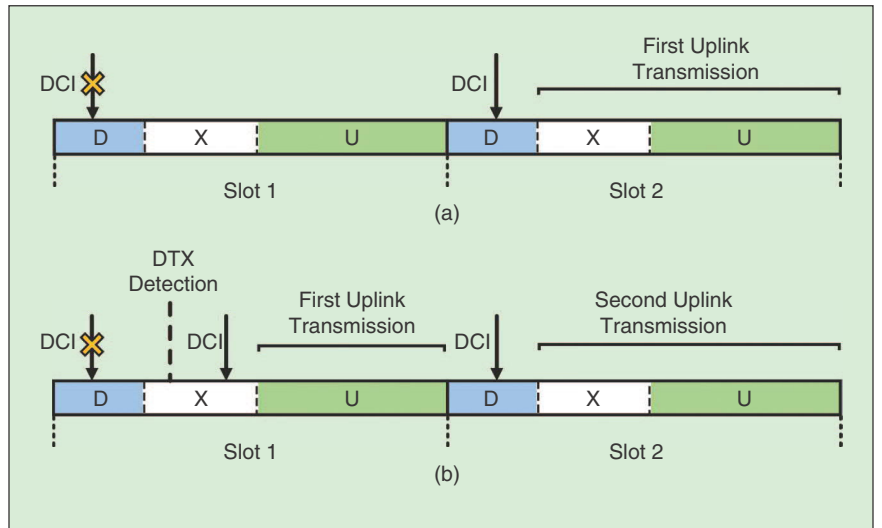 First Uplink
Transmission
DCI
DCI
D
X
U
D
X
U
Slot 1
Slot 2
(a)
DTX
Detection
First Uplink
Transmission
Second Uplink
Transmission
DCI
DCI
DCI
D
X
U
D
X
U
Slot 1
Slot 2
(b)